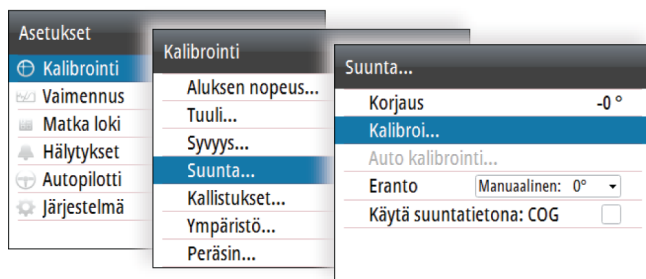 Asetukset
Kalibrointi
Vaimennus
Matka loki
Hälytykset
Autopilotti
Järjestelmä
Kalibrointi
Aluksen nopeus...
Tuuli...
Syvyys...
Suunta...
Kallistukset...
Ympäristö...
Peräsin...
Suunta...
Korjaus -0 °
Kalibroi...
Auto kalibrointi...
Eranto Manuaalinen: 0°
Käytä suuntatietona: COG